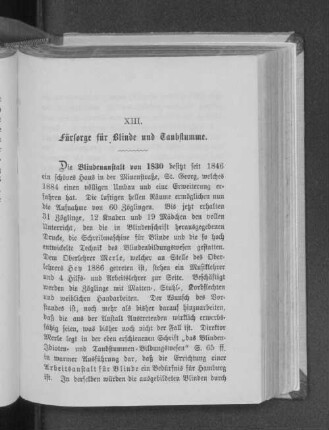 XIII.
Fürsorge für Blinde und Taubstumme.
Die Blindenanstalt von 1830 besitzt seit 1846
ein schönes Haus in der Minenstraße, St. Georg, welches
1884 einen völligen Umbau und eine Erweiterung er-
fahren hat. Die luftigen hellen Räume ermöglichen nun
die Aufnahme von 60 Zöglingen. Bis jetzt erhalten
31 Zöglinge, 12 Knaben und 19 Mädchen den vollen
Unterricht, den die in Blindenschrift herausgegebenen
Drucke, die Schreibmaschine für Blinde und die so hoch
entwickelte Technik des Blindenbildungswesen gestatten.
Dem Oberlehrer Merle, welcher an Stelle des Ober-
lehrers Hey 1886 getreten ist, stehen ein Musiklehrer
und 4 Hilfs- und Arbeitslehrer zur Seite. Beschäftigt
werden die Zöglinge mit Matten-, Stuhl-, Korbflechten
und weiblichen Handarbeiten. Der Wunsch des Vor-
standes ist, noch mehr als bisher darauf hinzuarbeiten,
daß die aus der Anstalt Austretenden wirklich erwerbs-
fähig seien, was bisher noch nicht der Fall ist. Direktor
Merle legt in der eben erschienenen Schrift „das Blinden-
Idioten- und Taubstummen-Bildungswesen“ S. 65 ff.
in warmer Ausführung dar, daß die Errichtung einer
Arbeitsanstalt für Blinde ein Bedürfnis für Hamburg
ist. In derselben würden die ausgebildeten Blinden durch